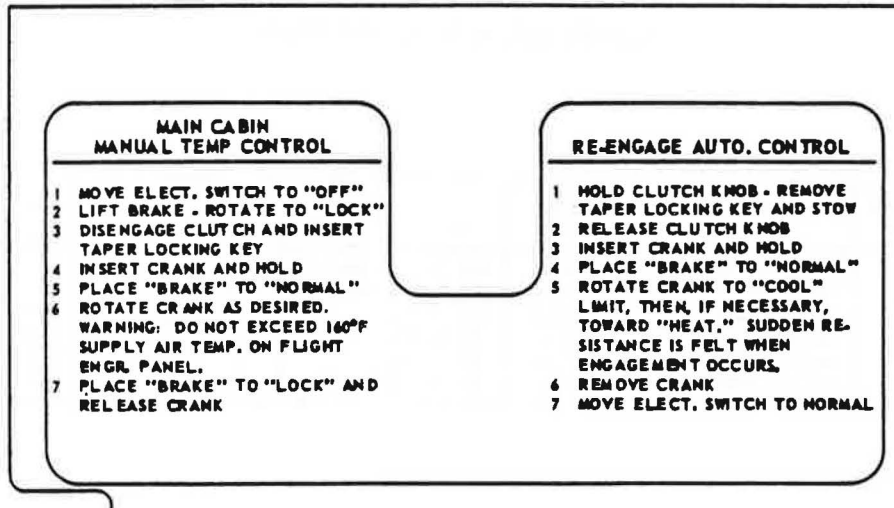 MAIN CABIN
MANUAL TEMP CONTROL
1 MOVE ELECT. SWITCH TO "OFF"
2 LIFT BRAKE - ROTATE TO "LOCK"
3 DISENGAGE CLUTCH AND INSERT
TAPER LOCKING KEY
4 INSERT CRANK AND HOLD
5 PLACE "BRAKE" TO "NORMAL"
6 ROTATE CRANK AS DESIRED.
WARNING: DO NOT EXCEED 160°F
SUPPLY AIR TEMP. ON FLIGHT
ENGR. PANEL.
7 PLACE "BRAKE" TO "LOCK" AND
RELEASE CRANK
RE-ENGAGE AUTO. CONTROL
1 HOLD CLUTCH KNOB - REMOVE
TAPER LOCKING KEY AND STOW
2 RELEASE CLUTCH KNOB
3 INSERT CRANK AND HOLD
4 PLACE "BRAKE" TO "NORMAL"
5 ROTATE CRANK TO "COOL"
LIMIT, THEN, IF NECESSARY,
TOWARD "HEAT." SUDDEN RE-
SISTANCE IS FELT WHEN
ENGAGEMENT OCCURS.
6 REMOVE CRANK
7 MOVE ELECT. SWITCH TO NORMAL